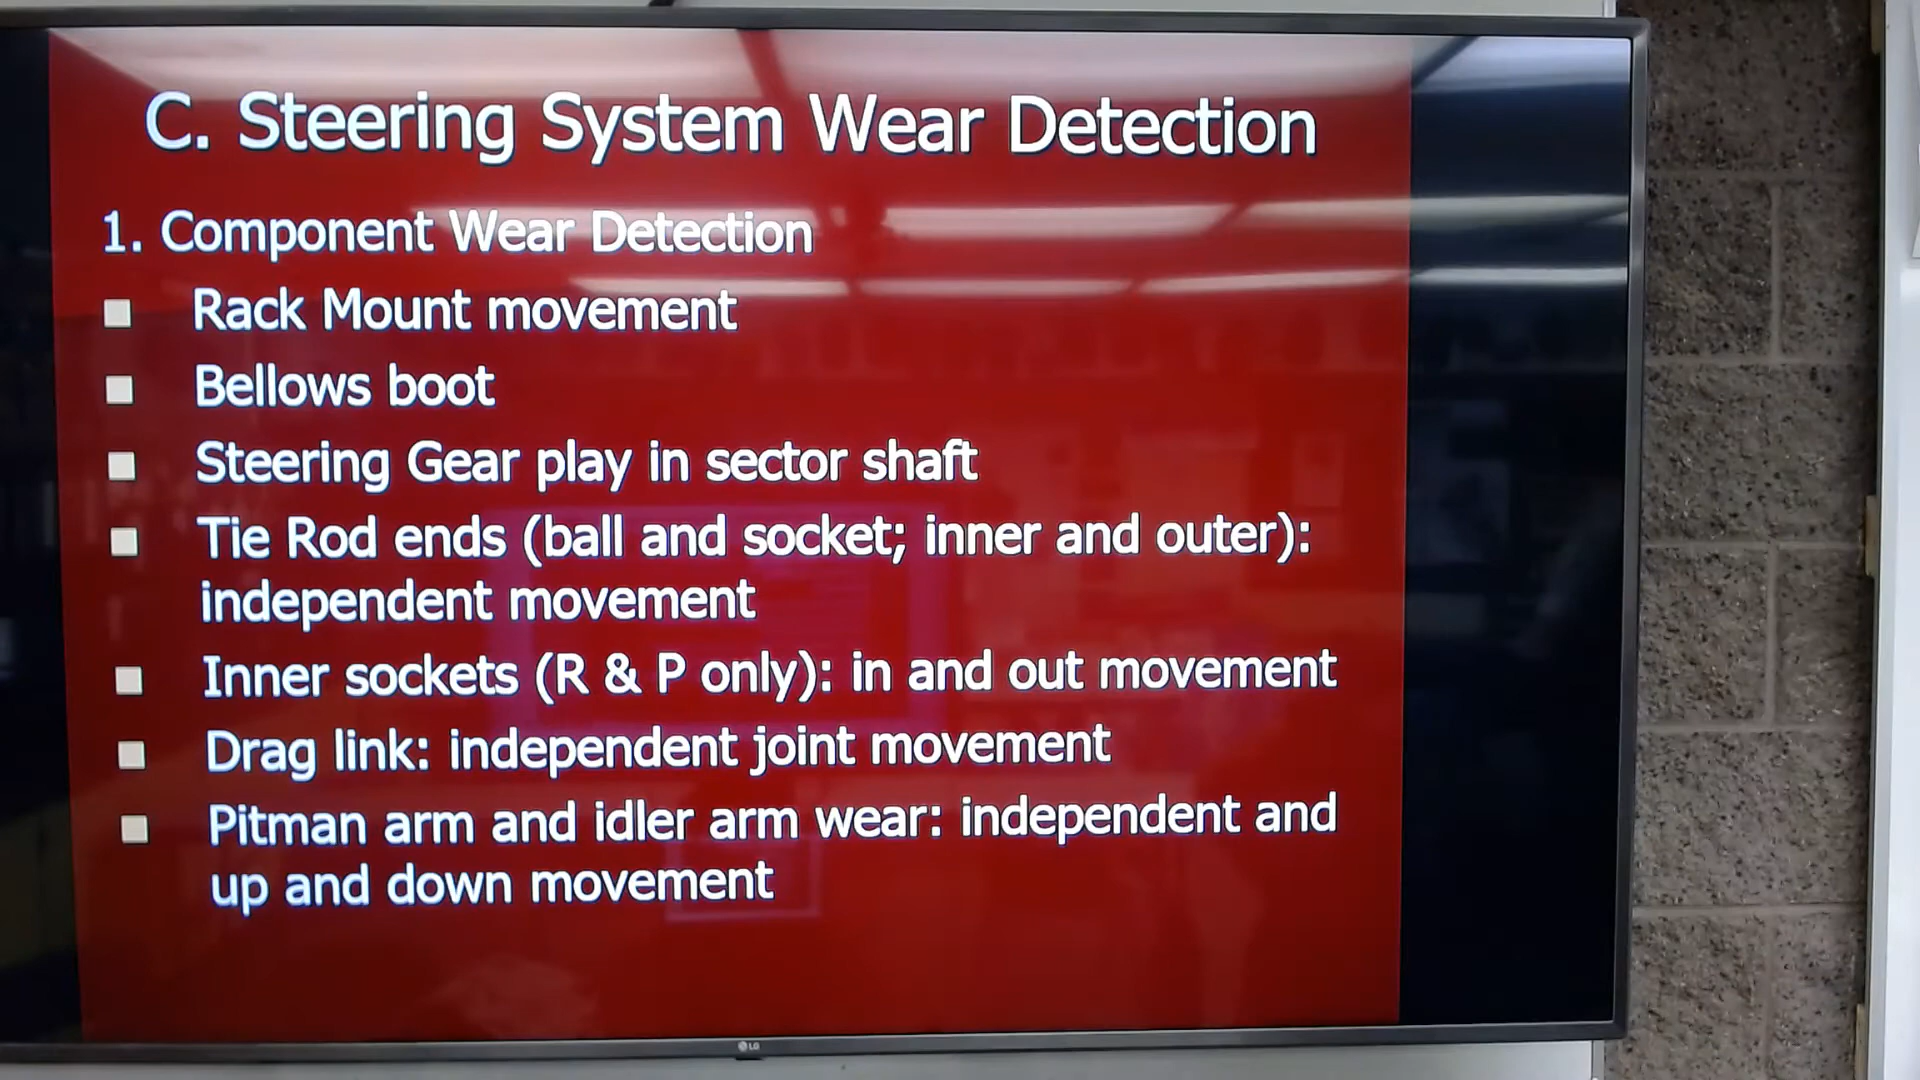 C. Steering System Wear Detection
1. Component Wear Detection
Rack Mount movement
Bellows boot
Steering Gear play in sector shaft
Tie Rod ends (ball and socket; inner and outer):
independent movement
Inner sockets (R & P only): in and out movement
Drag link: independent joint movement
Pitman arm and idler arm wear: independent and
up and down movement
LG